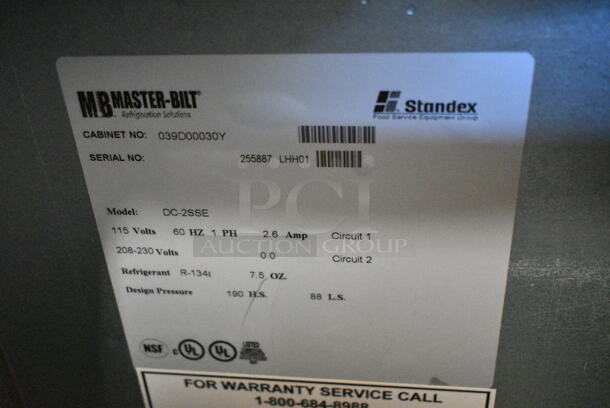 MB MASTER-BILT
Refrigeration Solutions
Standex
Food Service Equipment Group
CABINET NO: 039D00030Y
SERIAL NO: 255887 LHH01
PCI
AUCTION GROUP
Model: DC-2SSE
115 Volts 60 HZ 1 PH 2.6 Amp Circuit 1
208-230 Volts 0.0 Circuit 2
Refrigerant R-134a 7.5 OZ.
Design Pressure 190 H.S. 88 L.S.
NSF c UL UL LISTED
FOR WARRANTY SERVICE CALL
1-800-684-8988